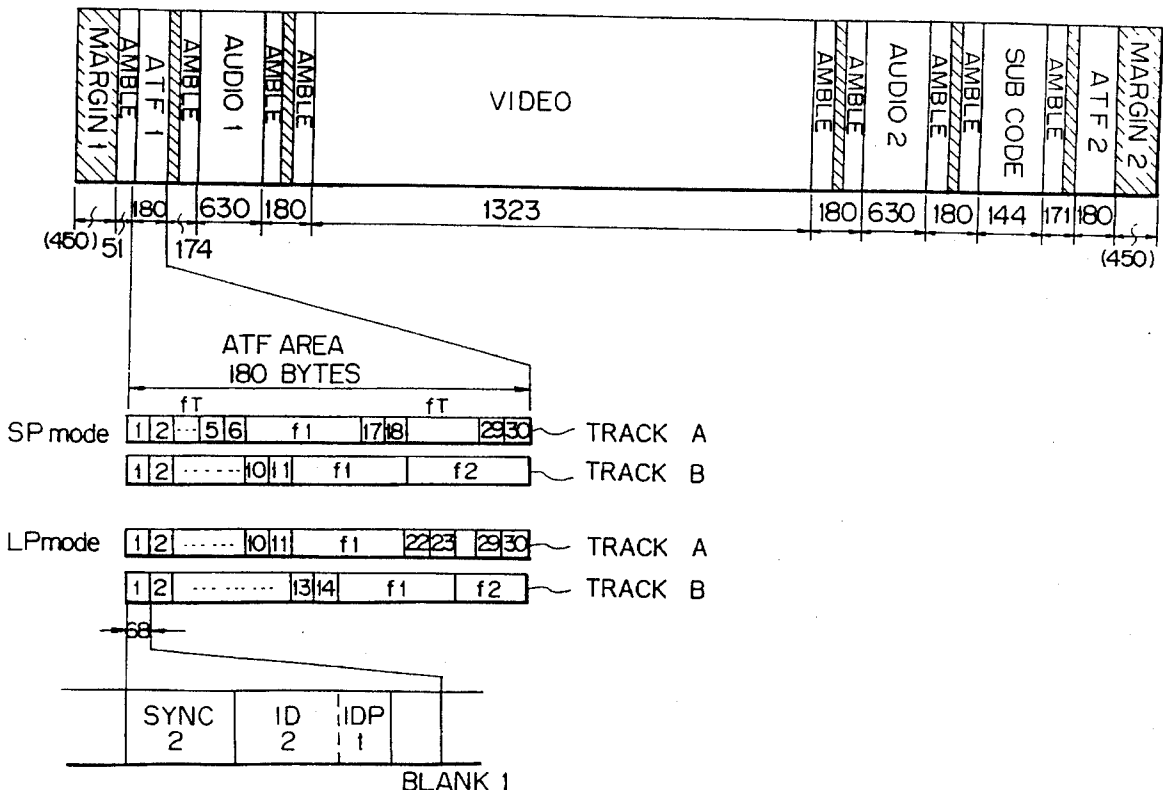 MARGIN 1
AMBLE
ATF 1
AMBLE
AUDIO 1
AMBLE
AMBLE
VIDEO
AMBLE
AMBLE
AUDIO 2
AMBLE
AMBLE
SUB CODE
AMBLE
ATF 2
MARGIN 2
(450) 51 180 174 630 180 1323 180 630 180 144 171 180 (450)
ATF AREA
180 BYTES
fT fT
SP mode 1 2 ... 5 6 f1 17 18 29 30 TRACK A
1 2 ...... 10 11 f1 f2 TRACK B
LP mode 1 2 ...... 10 11 f1 22 23 29 30 TRACK A
1 2 ......... 13 14 f1 f2 TRACK B
6B
SYNC 2
ID 2
IDP 1
BLANK 1